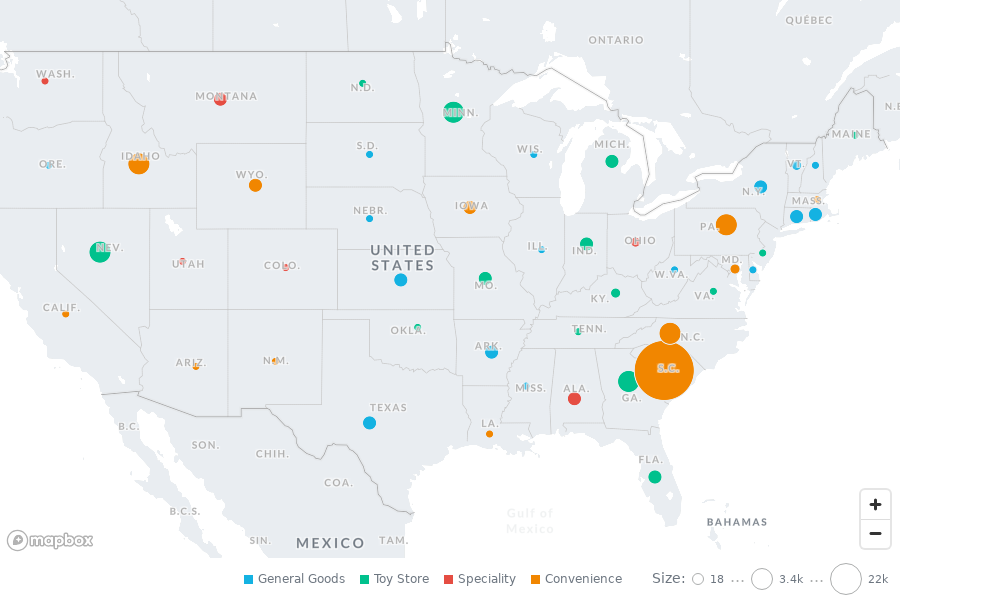 QUÉBEC
ONTARIO
WASH.
MONTANA
N.D.
MINN.
N.B.
MAINE
ORE.
IDAHO
S.D.
WIS.
MICH.
VT.
WYO.
N.Y.
MASS.
NEBR.
IOWA
PA.
NEV.
UTAH
COLO.
UNITED
STATES
ILL.
IND.
OHIO
MD.
W.VA.
MO.
KY.
VA.
CALIF.
OKLA.
TENN.
N.C.
ARIZ.
N.M.
ARK.
S.C.
MISS.
ALA.
GA.
TEXAS
LA.
B.C.
SON.
CHIH.
FLA.
COA.
B.C.S.
Gulf of
Mexico
BAHAMAS
SIN.
MEXICO
TAM.
mapbox
+
−
General Goods Toy Store Speciality Convenience Size: 18 ... 3.4k ... 22k